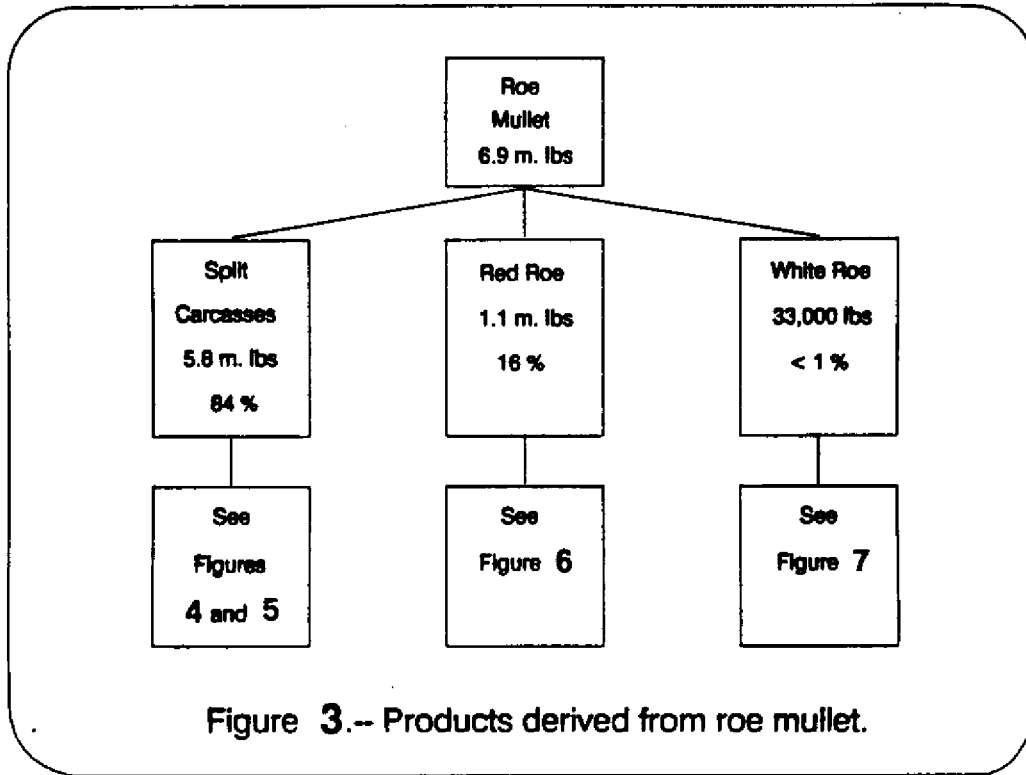 Roe
Mullet
6.9 m. lbs
Split
Carcasses
5.8 m. lbs
84 %
Red Roe
1.1 m. lbs
16 %
White Roe
33,000 lbs
< 1 %
See
Figures
4 and 5
See
Figure 6
See
Figure 7
Figure 3.-- Products derived from roe mullet.